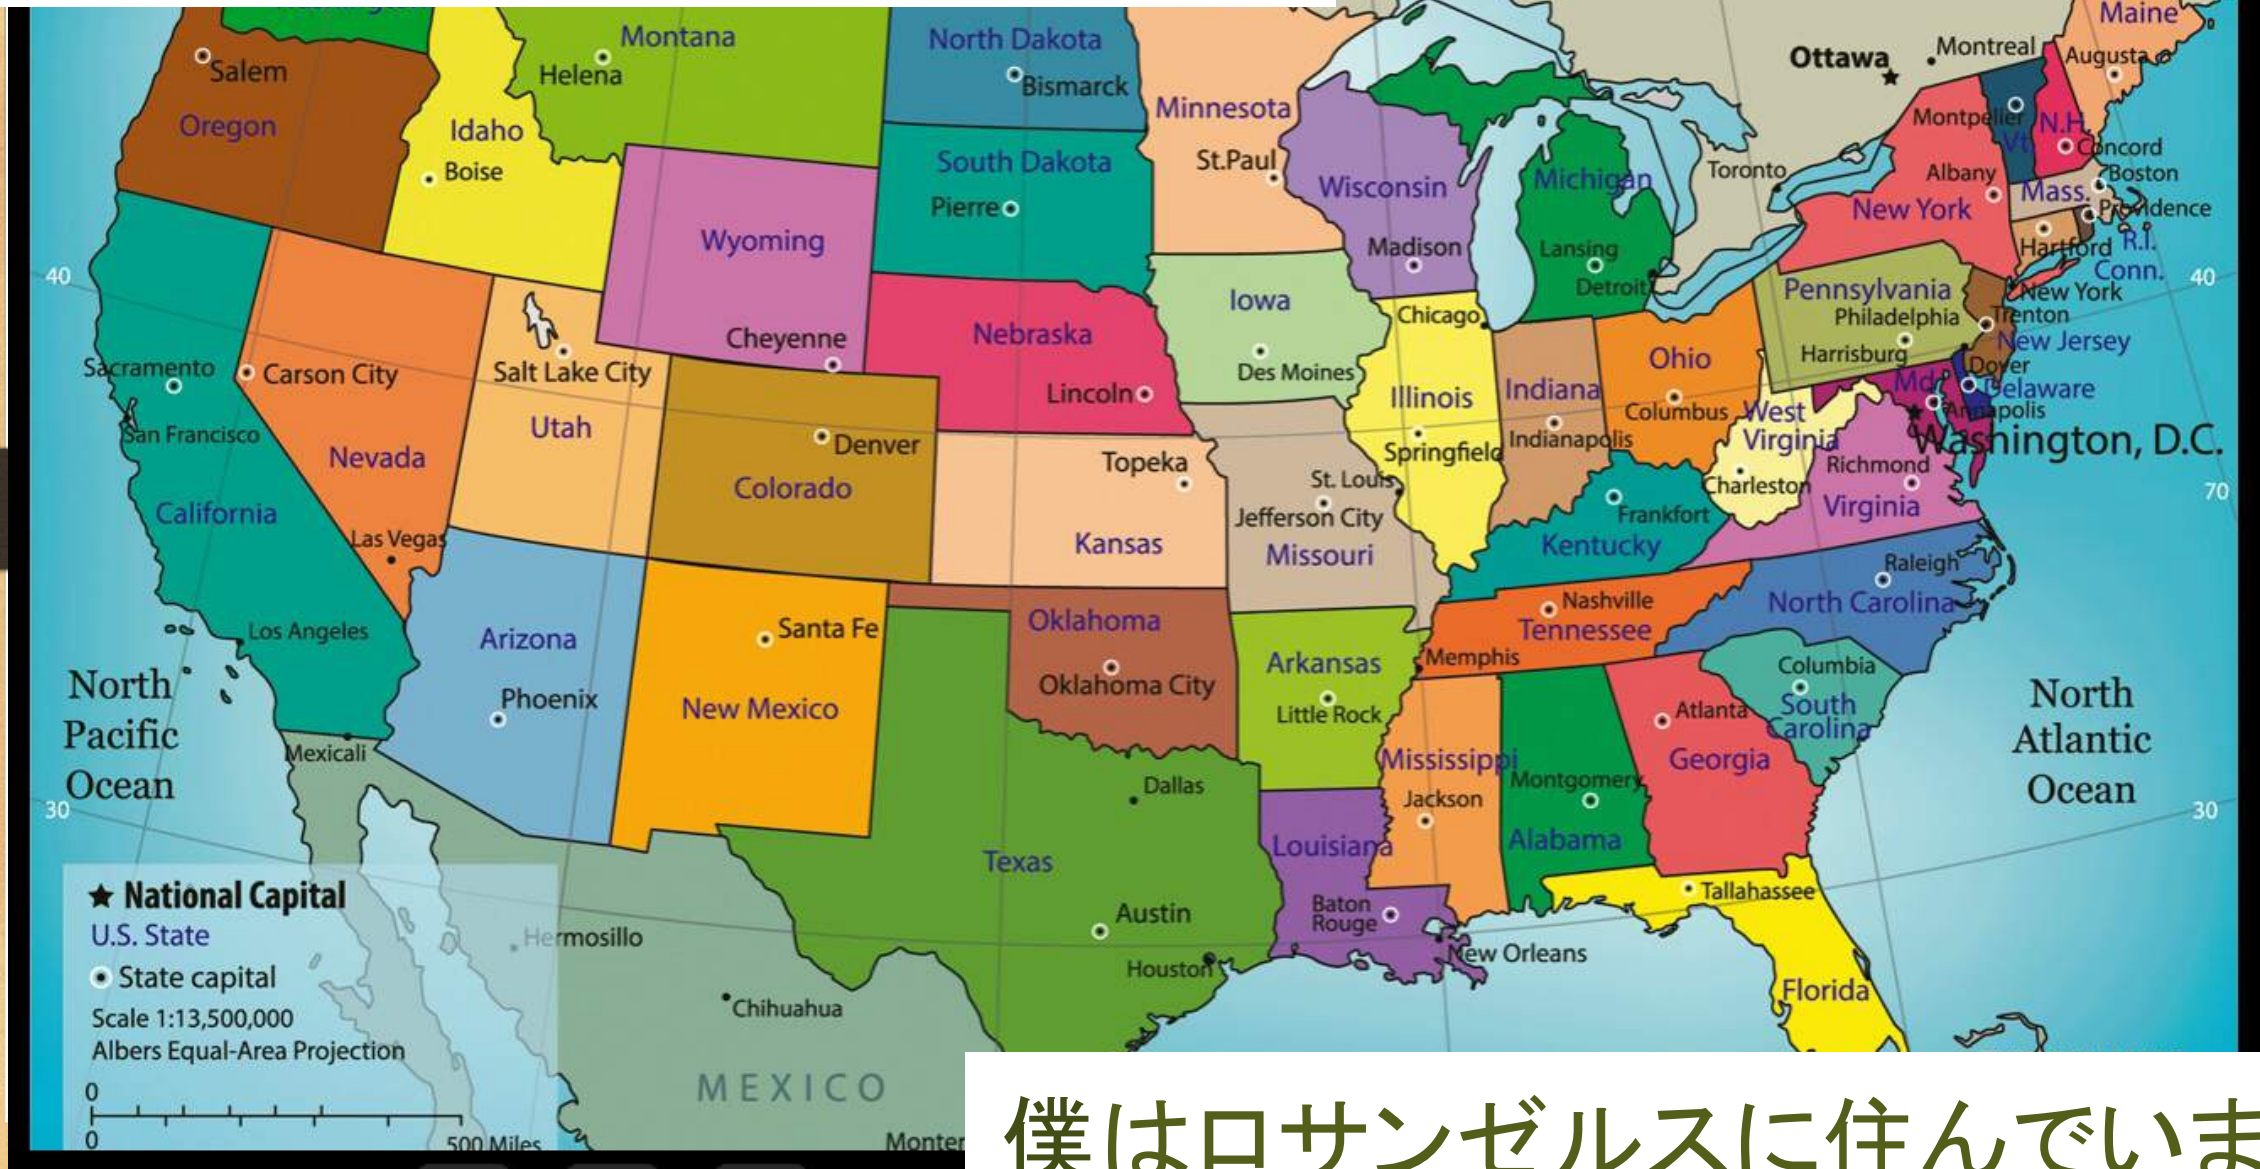 Maine
Montana
North Dakota
Ottawa
Montreal
Augusta
Salem
Helena
Bismarck
Minnesota
Oregon
Idaho
Montpelier
N.H.
Vt.
Concord
Boise
South Dakota
St.Paul
Wisconsin
Michigan
Toronto
Albany
Boston
Mass.
Pierre
New York
Providence
Wyoming
Madison
Lansing
Hartford
R.I.
Conn.
40
Detroit
40
Iowa
Pennsylvania
New York
Nebraska
Chicago
Philadelphia
Trenton
Cheyenne
New Jersey
Sacramento
Carson City
Salt Lake City
Des Moines
Ohio
Harrisburg
Dover
Lincoln
Illinois
Indiana
Md.
Delaware
San Francisco
Utah
Denver
Columbus
West
Virginia
Annapolis
Washington, D.C.
Nevada
Topeka
Springfield
Indianapolis
Richmond
Colorado
St. Louis
Charleston
70
California
Jefferson City
Frankfort
Virginia
Las Vegas
Kansas
Missouri
Kentucky
Raleigh
Los Angeles
Arizona
Santa Fe
Oklahoma
Nashville
Tennessee
North Carolina
North
Pacific
Ocean
Phoenix
New Mexico
Oklahoma City
Arkansas
Little Rock
Memphis
Columbia
South
Carolina
North
Atlantic
Ocean
Mexicali
Atlanta
Mississippi
Montgomery
Georgia
30
Dallas
Jackson
30
Texas
Louisiana
Alabama
National Capital
U.S. State
State capital
Scale 1:13,500,000
Albers Equal-Area Projection
0
0
500 Miles
Hermosillo
Austin
Baton
Rouge
Tallahassee
Houston
New Orleans
Chihuahua
Florida
MEXICO
Monter
僕はロサンゼルスに住んでいま